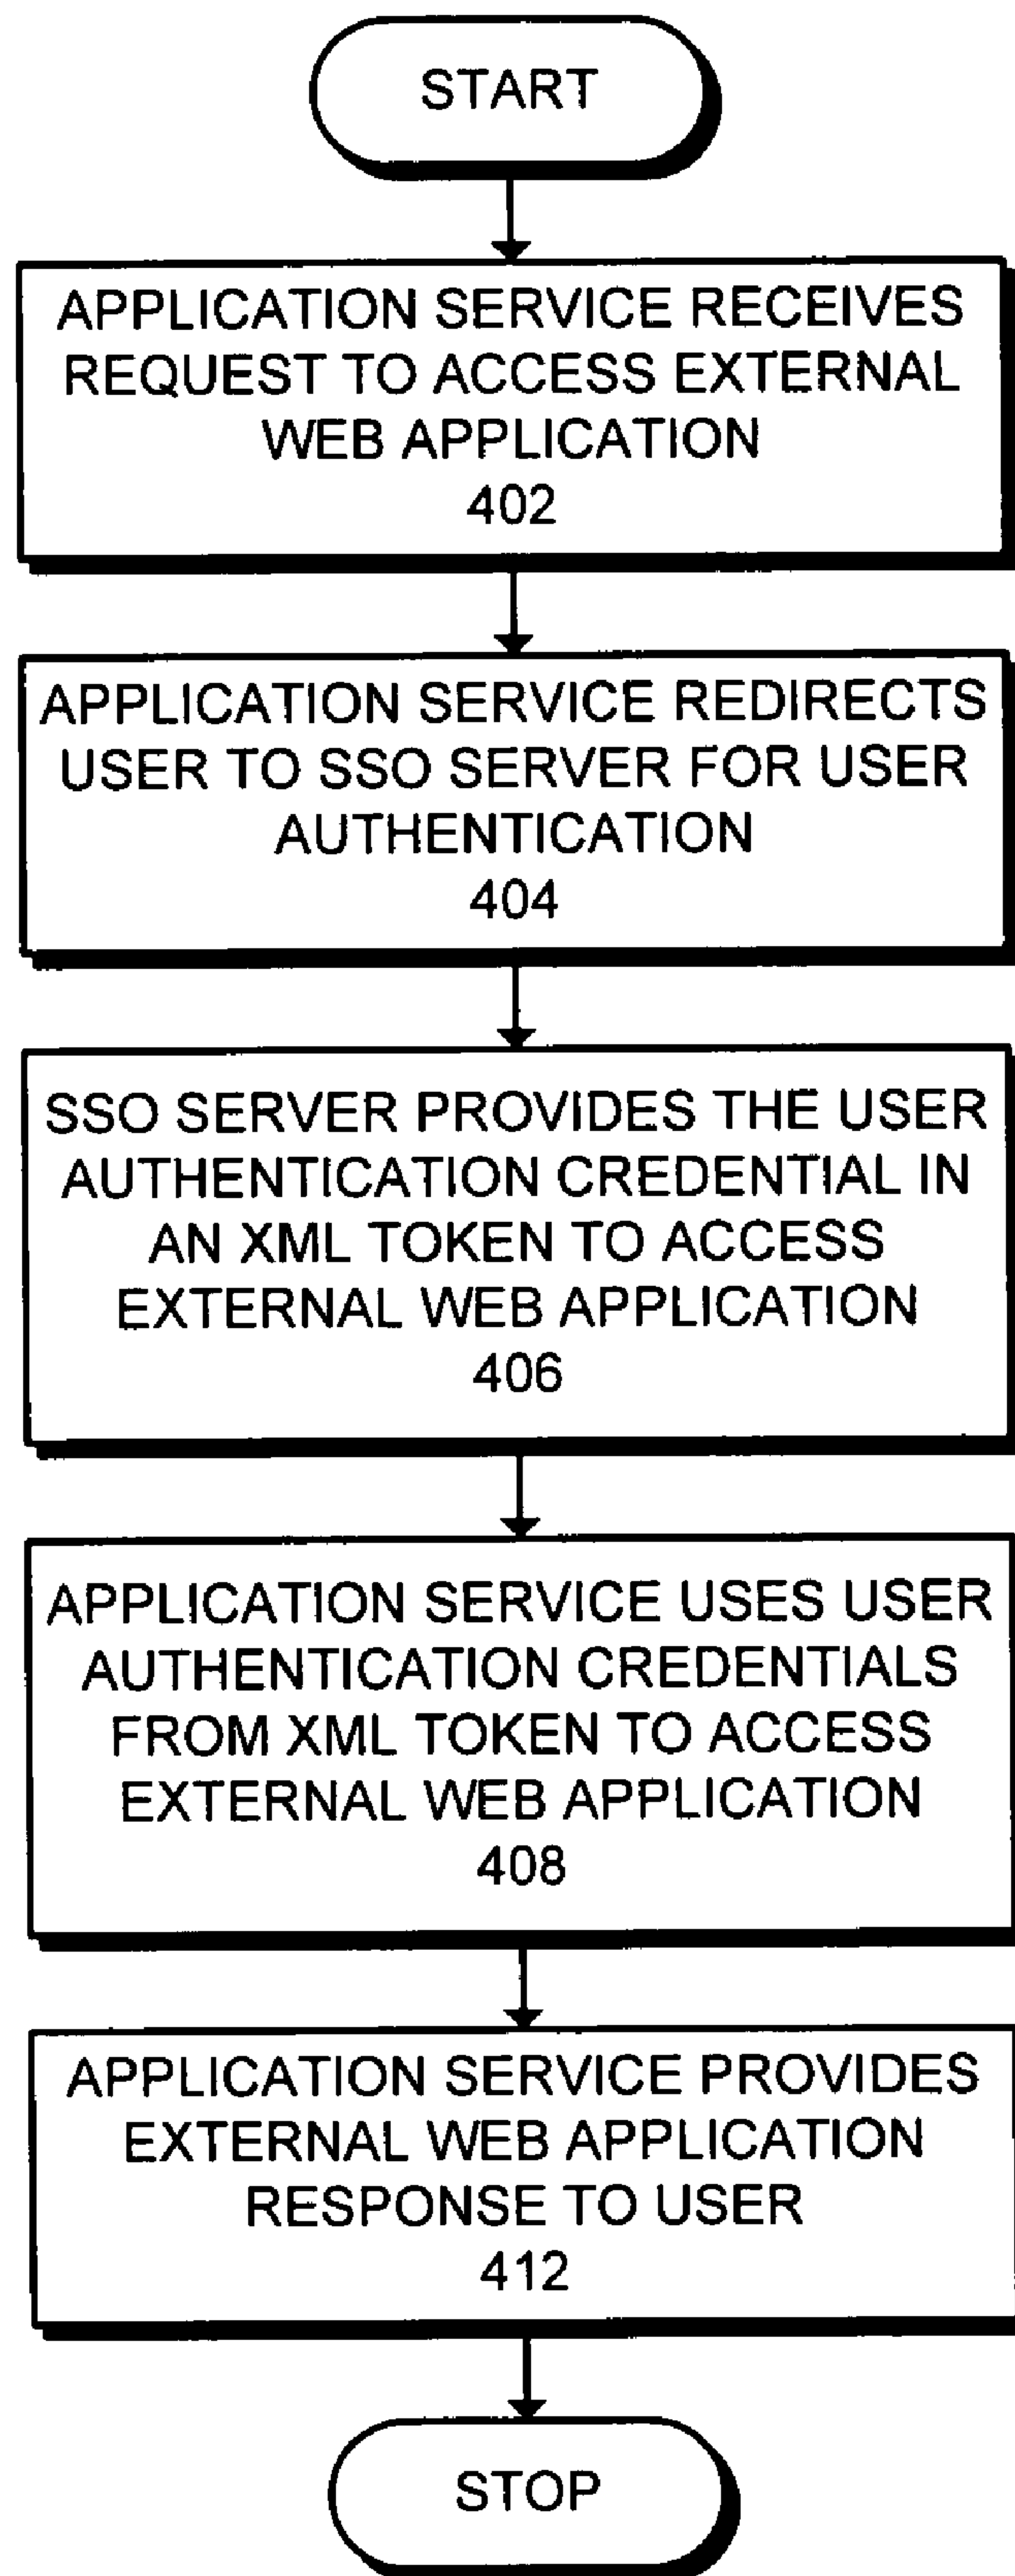 START
APPLICATION SERVICE RECEIVES
REQUEST TO ACCESS EXTERNAL
WEB APPLICATION
402
APPLICATION SERVICE REDIRECTS
USER TO SSO SERVER FOR USER
AUTHENTICATION
404
SSO SERVER PROVIDES THE USER
AUTHENTICATION CREDENTIAL IN
AN XML TOKEN TO ACCESS
EXTERNAL WEB APPLICATION
406
APPLICATION SERVICE USES USER
AUTHENTICATION CREDENTIALS
FROM XML TOKEN TO ACCESS
EXTERNAL WEB APPLICATION
408
APPLICATION SERVICE PROVIDES
EXTERNAL WEB APPLICATION
RESPONSE TO USER
412
STOP